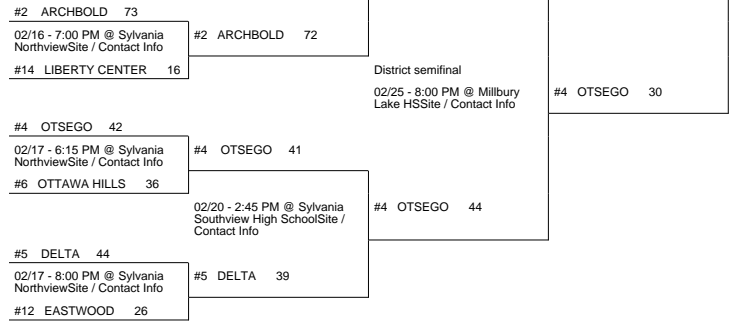 #2 ARCHBOLD 73
02/16 - 7:00 PM @ Sylvania
NorthviewSite / Contact Info
#2 ARCHBOLD 72
#14 LIBERTY CENTER 16
District semifinal
02/25 - 8:00 PM @ Millbury
Lake HSSite / Contact Info
#4 OTSEGO 30
#4 OTSEGO 42
02/17 - 6:15 PM @ Sylvania
NorthviewSite / Contact Info
#4 OTSEGO 41
#6 OTTAWA HILLS 36
02/20 - 2:45 PM @ Sylvania
Southview High SchoolSite /
Contact Info
#4 OTSEGO 44
#5 DELTA 44
02/17 - 8:00 PM @ Sylvania
NorthviewSite / Contact Info
#5 DELTA 39
#12 EASTWOOD 26